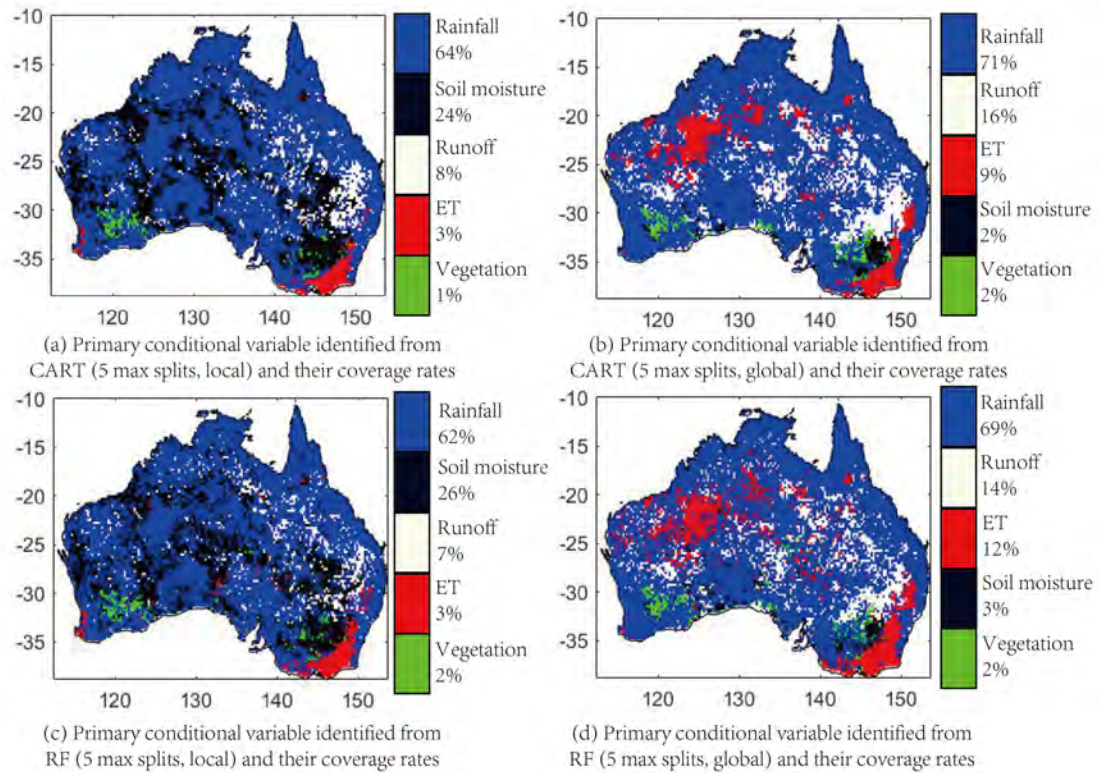 -10
-15
-20
-25
-30
-35
120 130 140 150
Rainfall
64%
Soil moisture
24%
Runoff
8%
ET
3%
Vegetation
1%
(a) Primary conditional variable identified from
CART (5 max splits, local) and their coverage rates
-10
-15
-20
-25
-30
-35
120 130 140 150
Rainfall
71%
Runoff
16%
ET
9%
Soil moisture
2%
Vegetation
2%
(b) Primary conditional variable identified from
CART (5 max splits, global) and their coverage rates
-10
-15
-20
-25
-30
-35
120 130 140 150
Rainfall
62%
Soil moisture
26%
Runoff
7%
ET
3%
Vegetation
2%
(c) Primary conditional variable identified from
RF (5 max splits, local) and their coverage rates
-10
-15
-20
-25
-30
-35
120 130 140 150
Rainfall
69%
Runoff
14%
ET
12%
Soil moisture
3%
Vegetation
2%
(d) Primary conditional variable identified from
RF (5 max splits, global) and their coverage rates